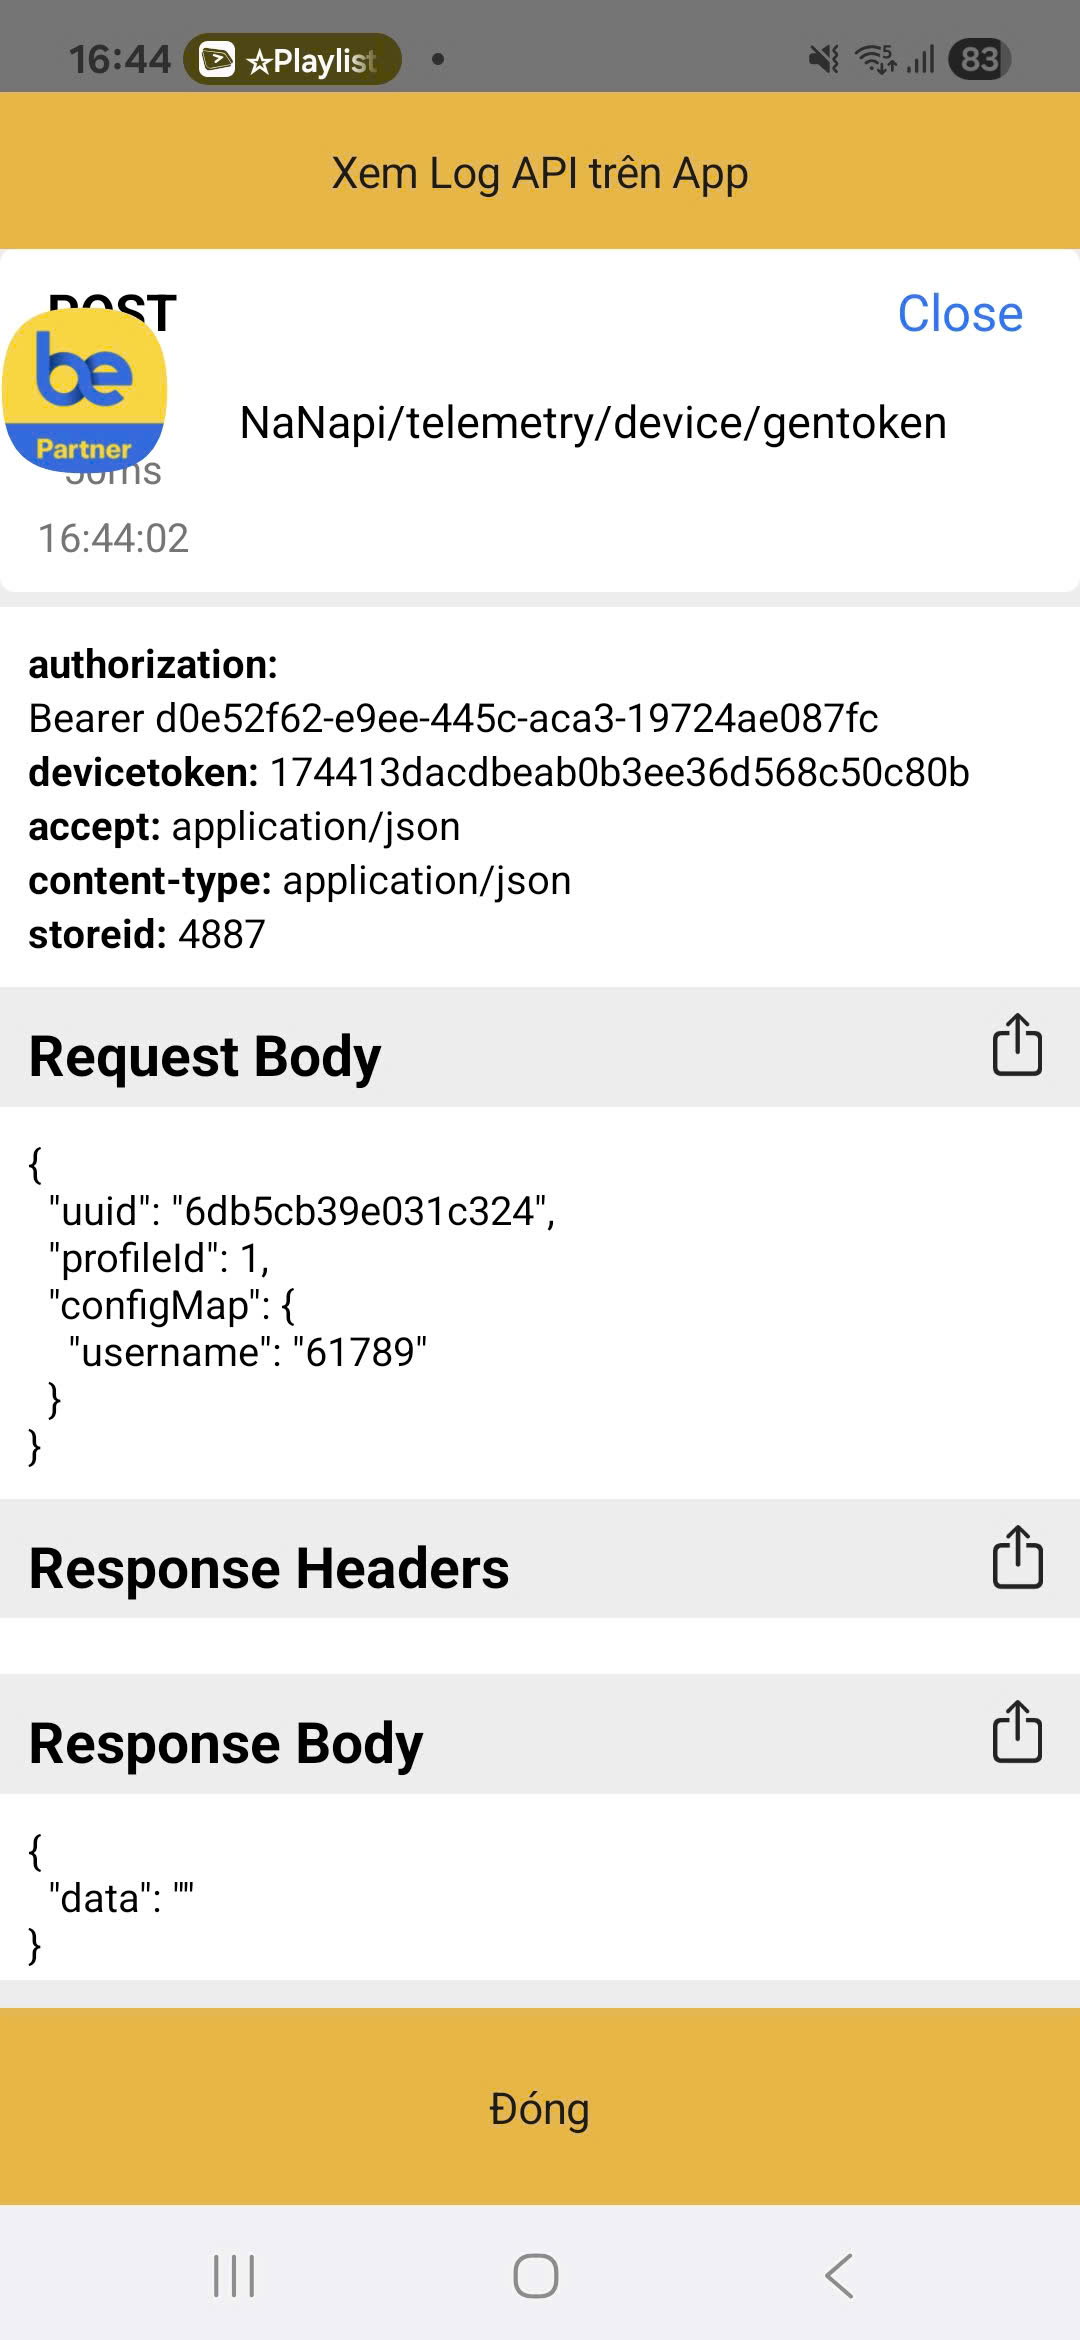 16:44 ☆Playlist
83
Xem Log API trên App
POST
Close
be
Partner
NaNapi/telemetry/device/gentoken
16:44:02
authorization:
Bearer d0e52f62-e9ee-445c-aca3-19724ae087fc
devicetoken: 174413dacdbeab0b3ee36d568c50c80b
accept: application/json
content-type: application/json
storeid: 4887
Request Body
{
"uuid": "6db5cb39e031c324",
"profileId": 1,
"configMap": {
"username": "61789"
}
}
Response Headers
Response Body
{
"data": ""
}
Đóng